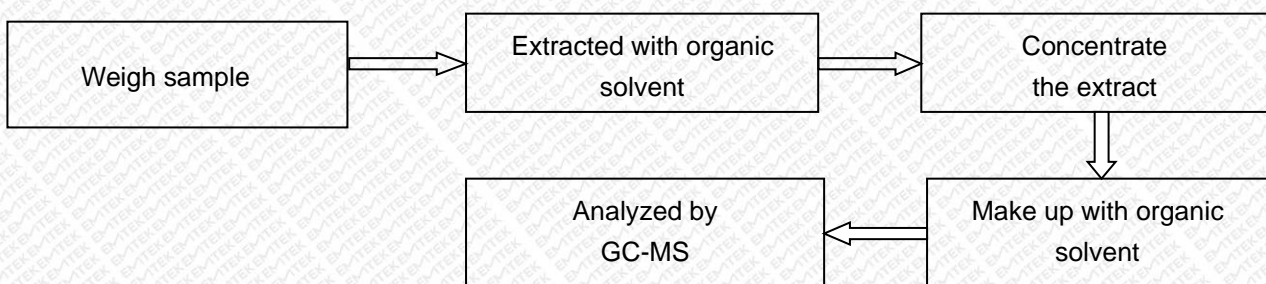 Weigh sample
Extracted with organic
solvent
Concentrate
the extract
Make up with organic
solvent
Analyzed by
GC-MS